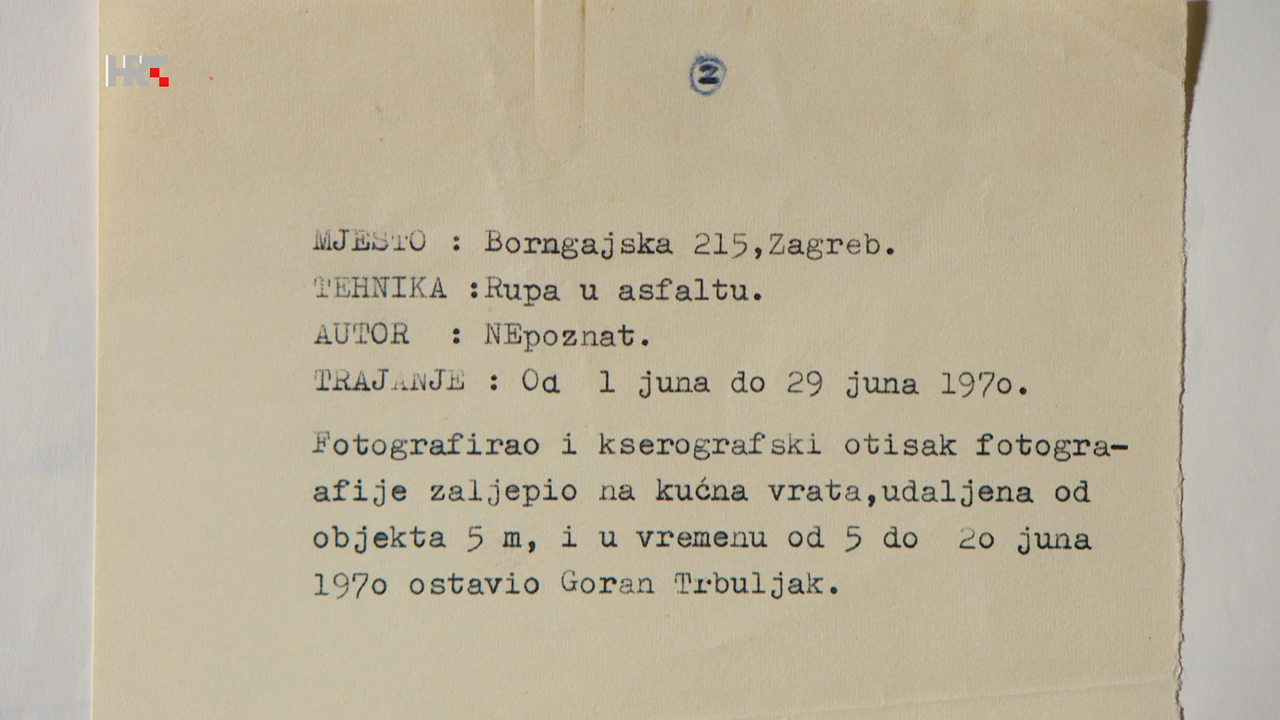 HRT
2
MJESTO : Borngajska 215,Zagreb.
TEHNIKA :Rupa u asfaltu.
AUTOR : NEpoznat.
TRAJANJE : Od 1 juna do 29 juna 197o.
Fotografirao i kserografski otisak fotogra-
afije zaljepio na kućna vrata,udaljena od
objekta 5 m, i u vremenu od 5 do 2o juna
197o ostavio Goran Trbuljak.